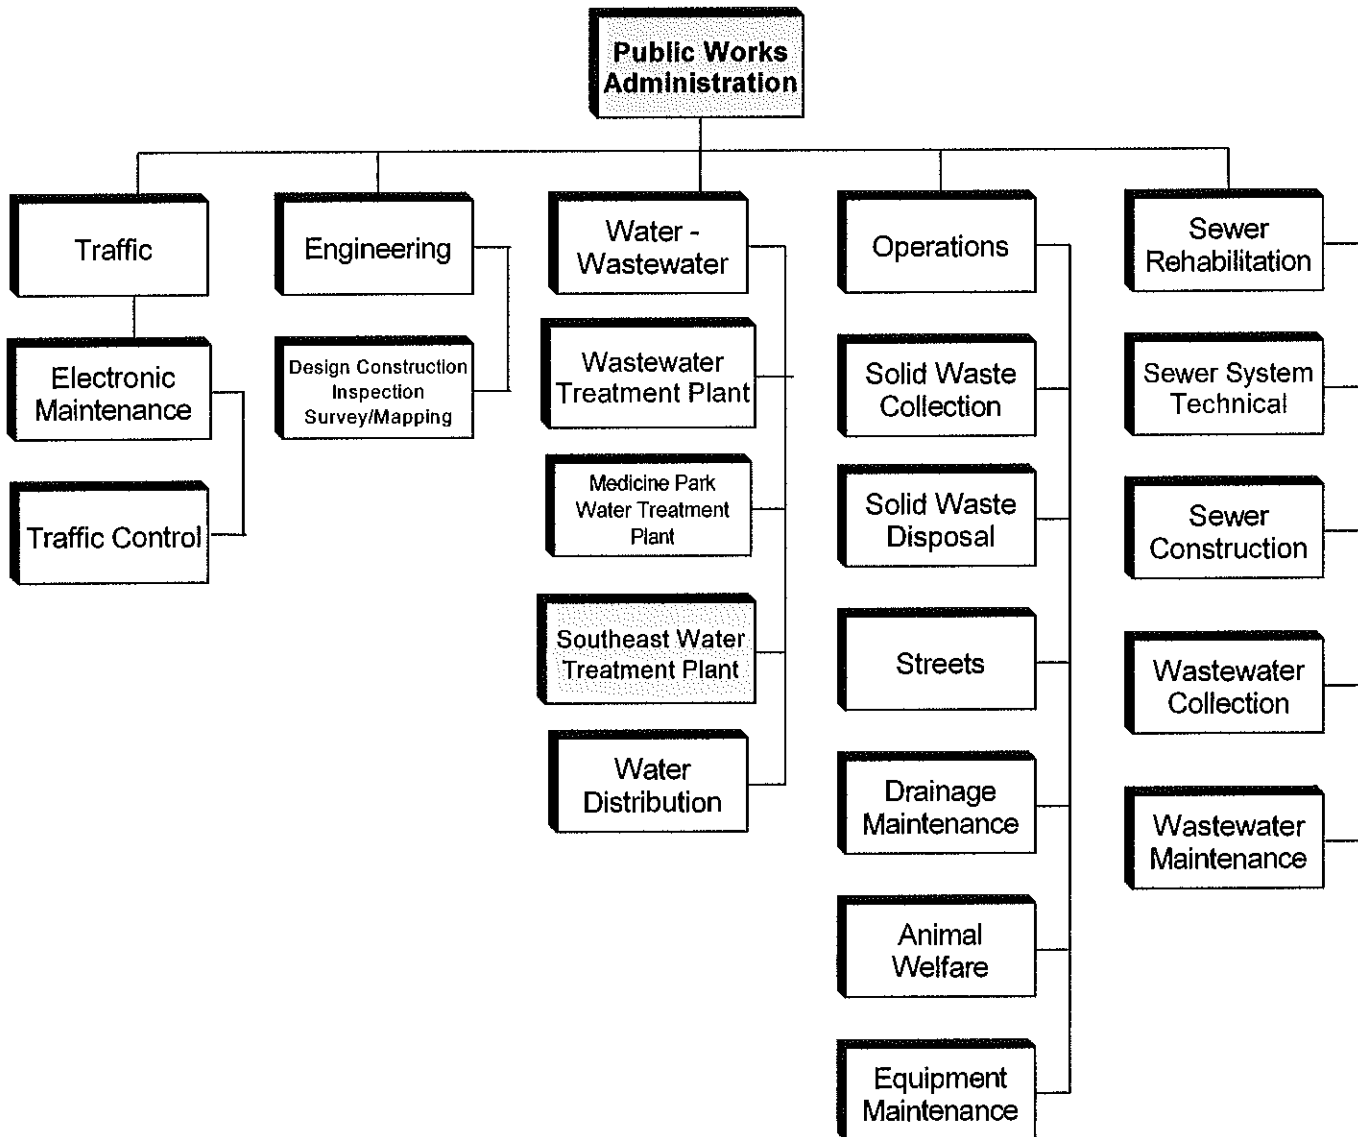 Public Works
Administration
Traffic
Electronic
Maintenance
Traffic Control
Engineering
Design Construction
Inspection
Survey/Mapping
Water -
Wastewater
Wastewater
Treatment Plant
Medicine Park
Water Treatment
Plant
Southeast Water
Treatment Plant
Water
Distribution
Operations
Solid Waste
Collection
Solid Waste
Disposal
Streets
Drainage
Maintenance
Animal
Welfare
Equipment
Maintenance
Sewer
Rehabilitation
Sewer System
Technical
Sewer
Construction
Wastewater
Collection
Wastewater
Maintenance